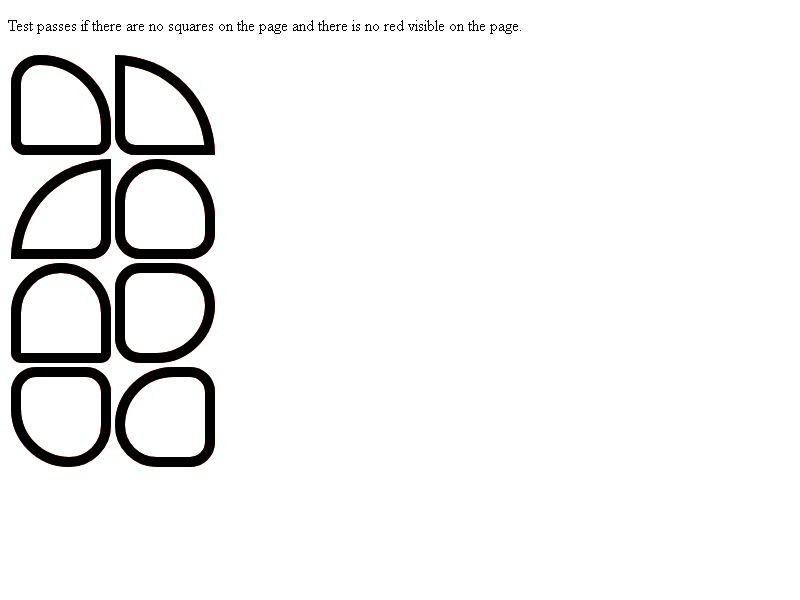 Test passes if there are no squares on the page and there is no red visible on the page.